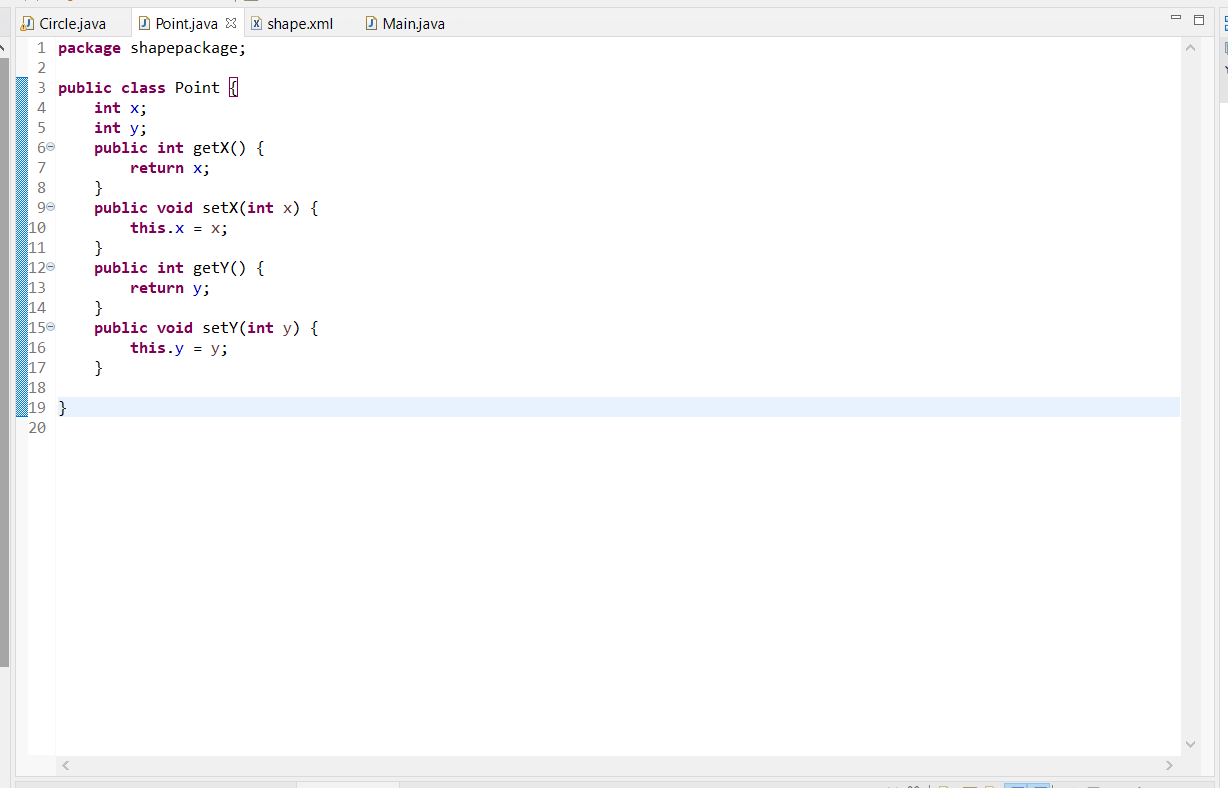 Circle.java Point.java shape.xml Main.java
1 package shapepackage;
2
3 public class Point {
4     int x;
5     int y;
6     public int getX() {
7         return x;
8     }
9     public void setX(int x) {
10         this.x = x;
11     }
12     public int getY() {
13         return y;
14     }
15     public void setY(int y) {
16         this.y = y;
17     }
18
19 }
20